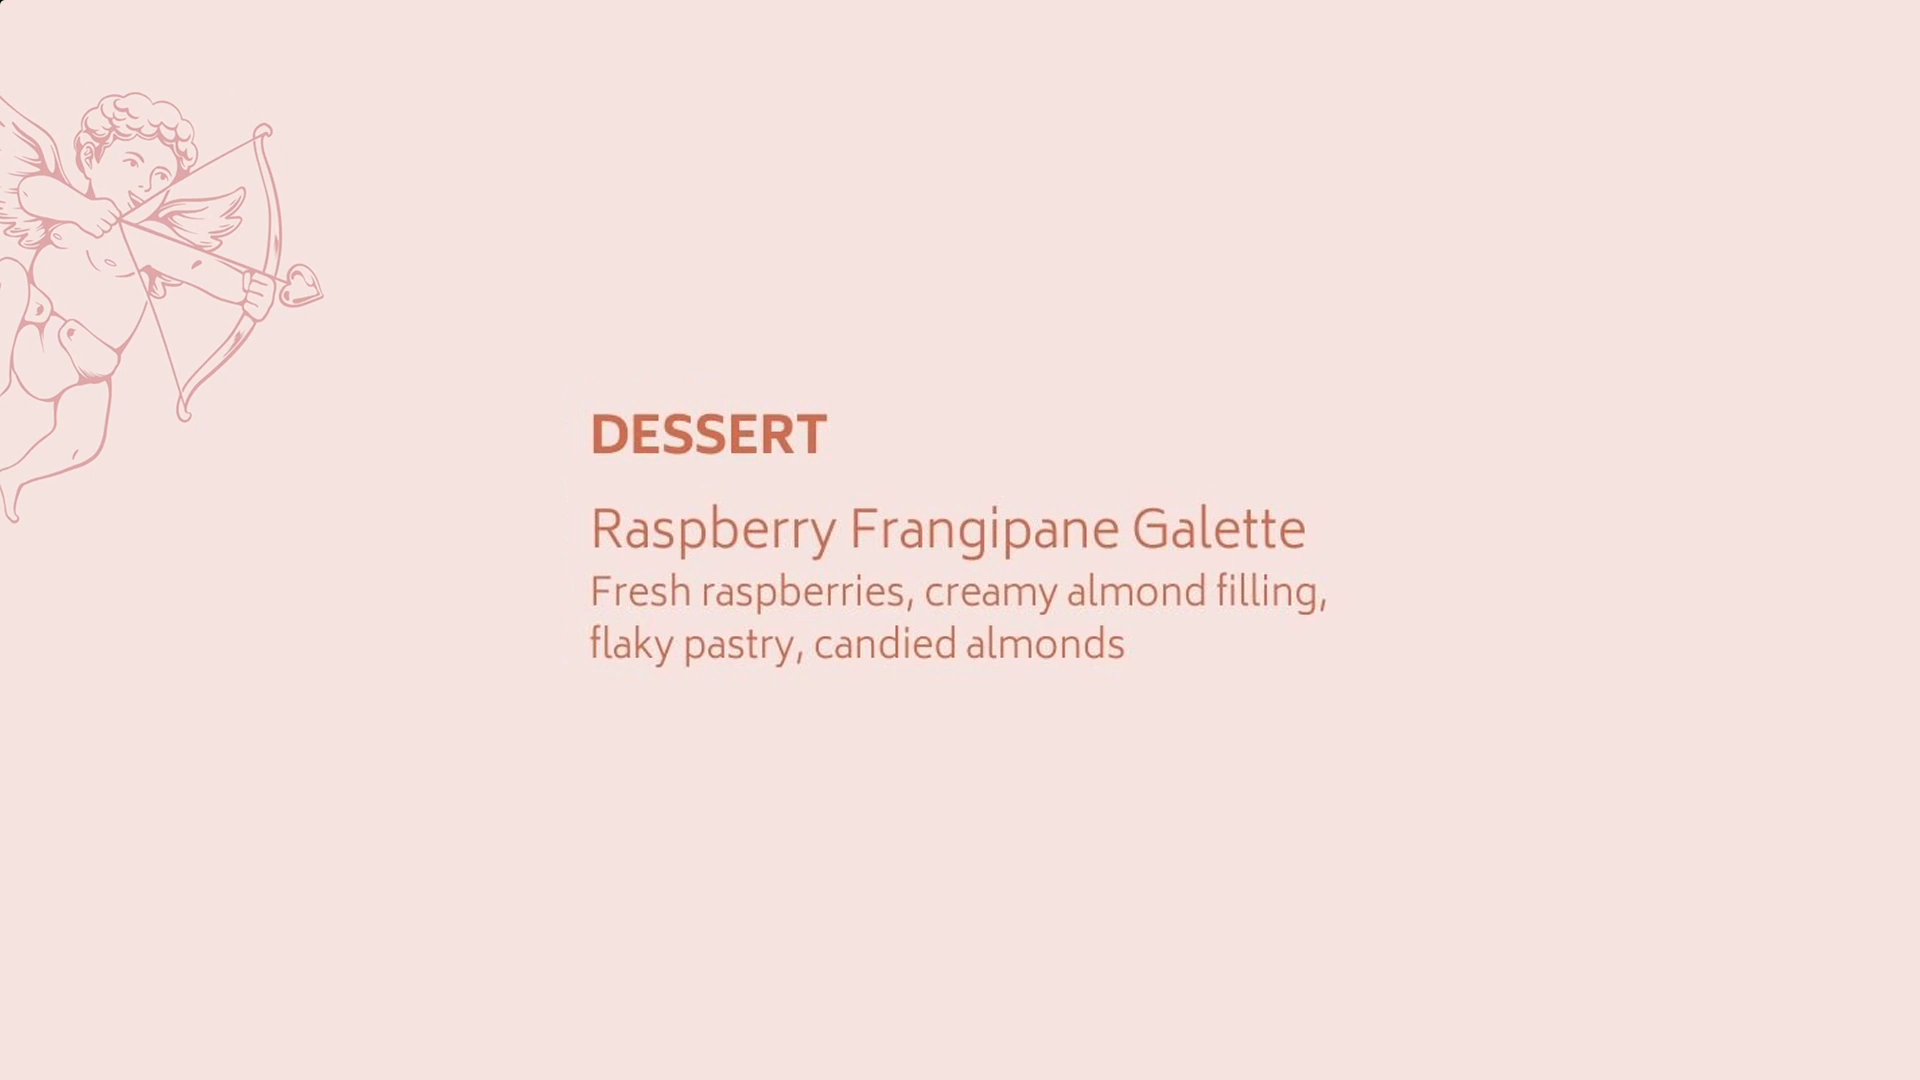 DESSERT
Raspberry Frangipane Galette
Fresh raspberries, creamy almond filling,
flaky pastry, candied almonds